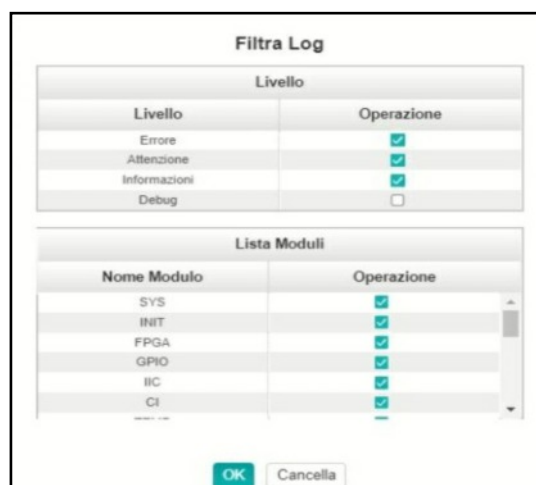 Filtra Log
Livello
Livello Operazione
Errore
Attenzione
Informazioni
Debug
Lista Moduli
Nome Modulo Operazione
SYS
INIT
FPGA
GPIO
IIC
CI
OK Cancella